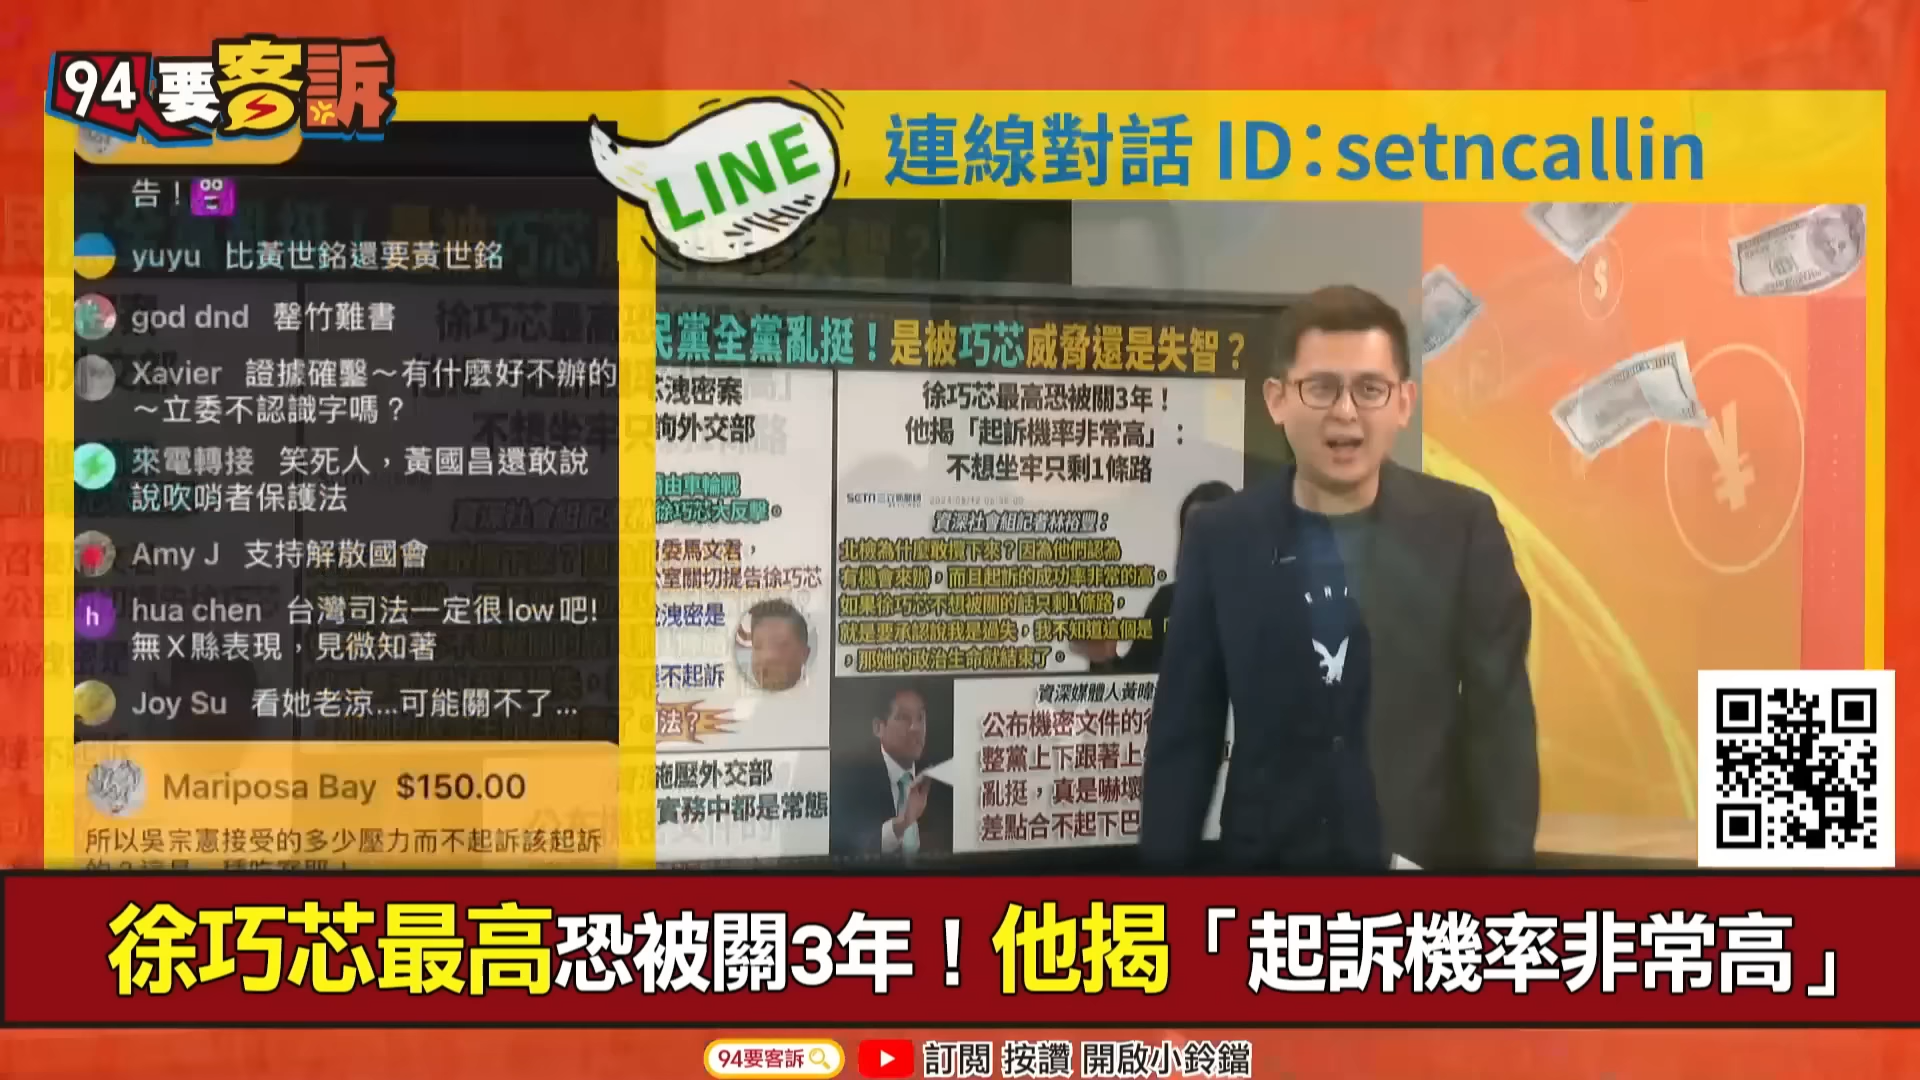 94要客訴
LINE
連線對話 ID:setncallin
告!
yuyu 比黃世銘還要黃世銘
god dnd 罄竹難書
Xavier 證據確鑿～有什麼好不辦的
～立委不認識字嗎？
來電轉接 笑死人，黃國昌還敢說
說吹哨者保護法
Amy J 支持解散國會
h
hua chen 台灣司法一定很low吧!
無X縣表現，見微知著
Joy Su 看她老涼...可能關不了...
Mariposa Bay $150.00
所以吳宗憲接受的多少壓力而不起訴該起訴
民黨全黨亂挺！是被巧芯威脅還是失智？
洩密案
詢外交部
由車輪戰
徐巧芯大反擊。
委馬文君，
公室關切提告徐巧芯
洩密是
不起訴
法？
施壓外交部
實務中都是常態
徐巧芯最高恐被關3年！
他揭「起訴機率非常高」：
不想坐牢只剩1條路
SETN三立新聞網
資深社會組記者林裕豐：
北檢為什麼敢攬下來？因為他們認為
有機會來辦，而且起訴的成功率非常的高。
如果徐巧芯不想被關的話只剩1條路，
就是要承認說我是過失，我不知道這個是「
，那她的政治生命就結束了。
資深媒體人黃暐
公布機密文件的
整黨上下跟著上
亂挺，真是嚇壞
差點合不起下巴
徐巧芯最高恐被關3年！他揭「起訴機率非常高」
94要客訴
訂閱 按讚 開啟小鈴鐺